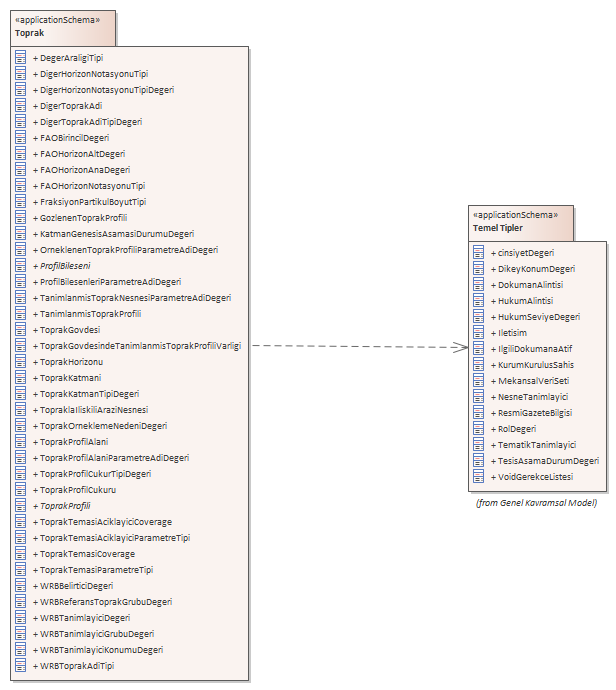 «applicationSchema»
Toprak
+ DegerAraligiTipi
+ DigerHorizonNotasyonuTipi
+ DigerHorizonNotasyonuTipiDegeri
+ DigerToprakAdi
+ DigerToprakAdiTipiDegeri
+ FAOBirincilDegeri
+ FAOHorizonAltDegeri
+ FAOHorizonAnaDegeri
+ FAOHorizonNotasyonuTipi
+ FraksiyonPartikulBoyutTipi
+ GozlenenToprakProfili
+ KatmanGenesisAsamasiDurumuDegeri
+ OrneklenenToprakProfiliParametreAdiDegeri
+ ProfilBileseni
+ ProfilBilesenleriParametreAdiDegeri
+ TanimlanmisToprakNesnesiParametreAdiDegeri
+ TanimlanmisToprakProfili
+ ToprakGovdesi
+ ToprakGovdesindeTanimlanmisToprakProfiliVarligi
+ ToprakHorizonu
+ ToprakKatmani
+ ToprakKatmanTipiDegeri
+ ToprakIaIliskiliAraziNesnesi
+ ToprakOrneklemeNedeniDegeri
+ ToprakProfilAlani
+ ToprakProfilAlaniParametreAdiDegeri
+ ToprakProfilCukurTipiDegeri
+ ToprakProfilCukuru
+ ToprakProfili
+ ToprakTemasiAciklayiciCoverage
+ ToprakTemasiAciklayiciParametreTipi
+ ToprakTemasiCoverage
+ ToprakTemasiParametreTipi
+ WRBBelirticiDegeri
+ WRBReferansToprakGrubuDegeri
+ WRBTanimlayiciDegeri
+ WRBTanimlayiciGrubuDegeri
+ WRBTanimlayiciKonumuDegeri
+ WRBToprakAdiTipi
«applicationSchema»
Temel Tipler
+ cinsiyetDegeri
+ DikeyKonumDegeri
+ DokumanAlintisi
+ HukumAlintisi
+ HukumSeviyeDegeri
+ Iletisim
+ IlgiliDokumanaAtif
+ KurumKurulusSahis
+ MekansalVeriSeti
+ NesneTanimlayici
+ ResmiGazeteBilgisi
+ RolDegeri
+ TematikTanimlayici
+ TesisAsamaDurumDegeri
+ VoidGerekceListesi
(from Genel Kavramsal Model)